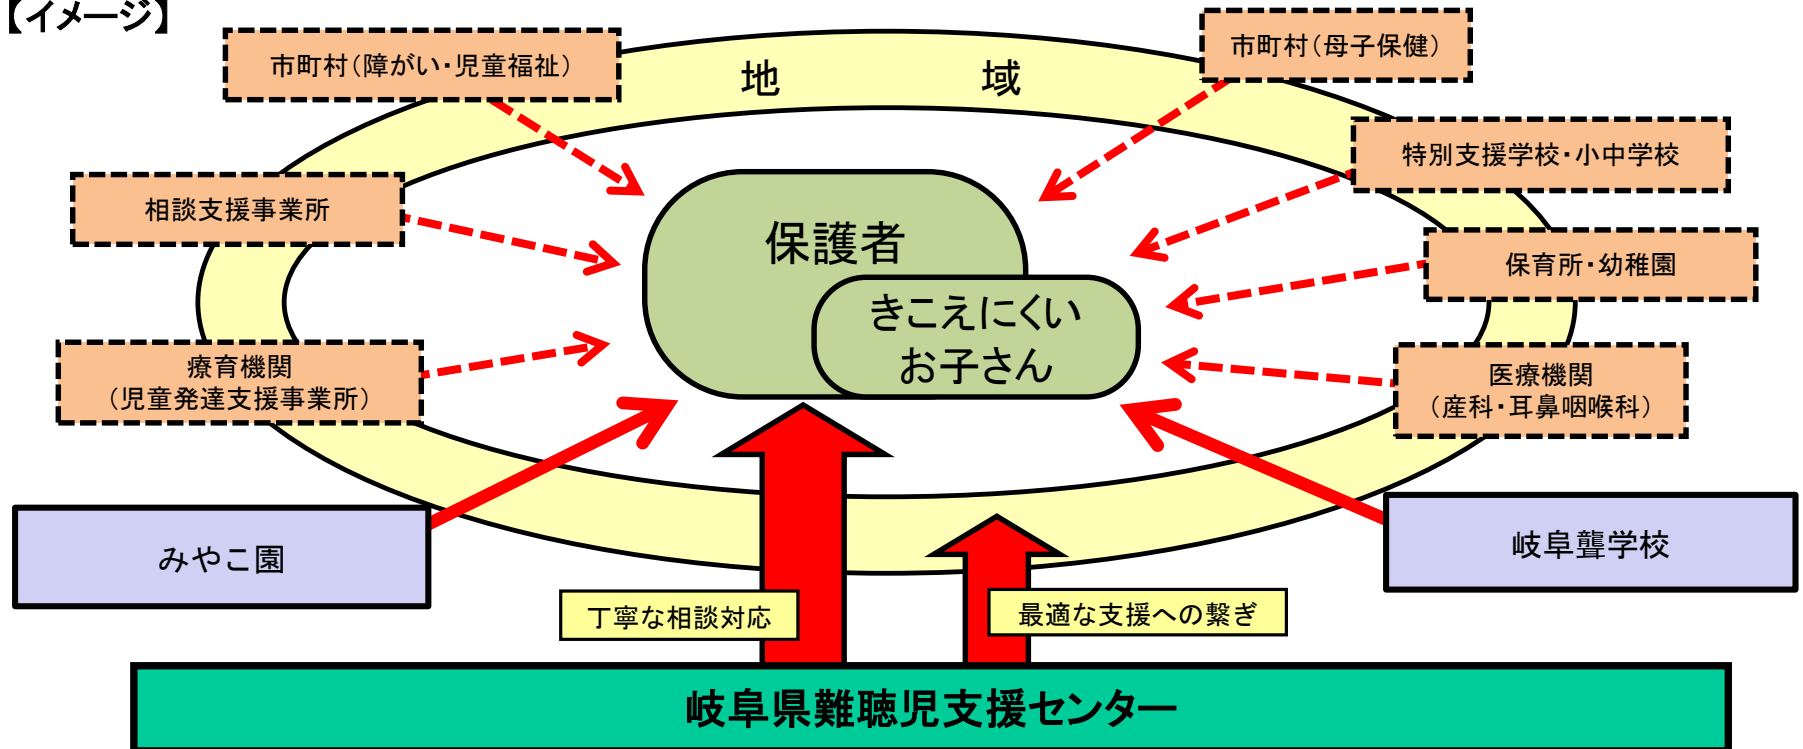 【イメージ】
市町村(障がい・児童福祉)
地　域
市町村(母子保健)
特別支援学校・小中学校
相談支援事業所
保護者
保育所・幼稚園
きこえにくい
お子さん
療育機関
(児童発達支援事業所)
医療機関
(産科・耳鼻咽喉科)
みやこ園
岐阜聾学校
丁寧な相談対応
最適な支援への繋ぎ
岐阜県難聴児支援センター